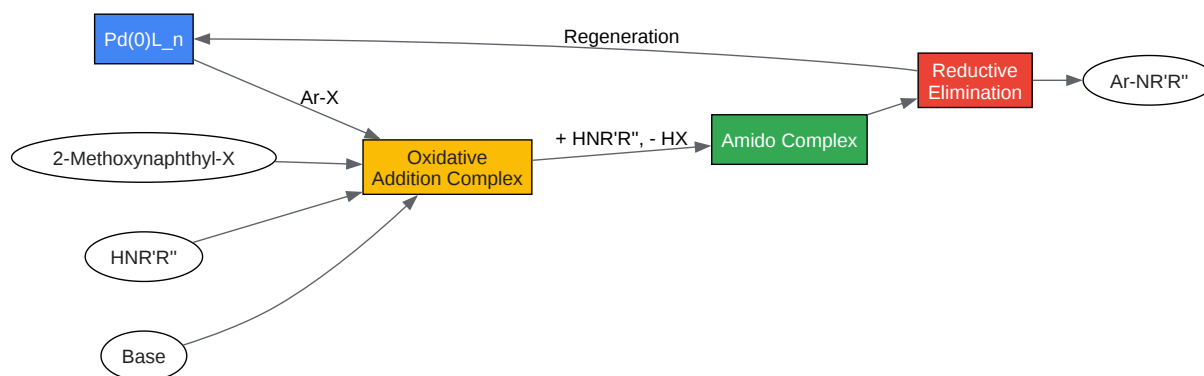 Pd(0)L_n
Regeneration
Reductive
Elimination
Ar-NR'R''
Ar-X
2-Methoxynaphthyl-X
Oxidative
Addition Complex
+ HNR'R'', - HX
Amido Complex
HNR'R''
Base